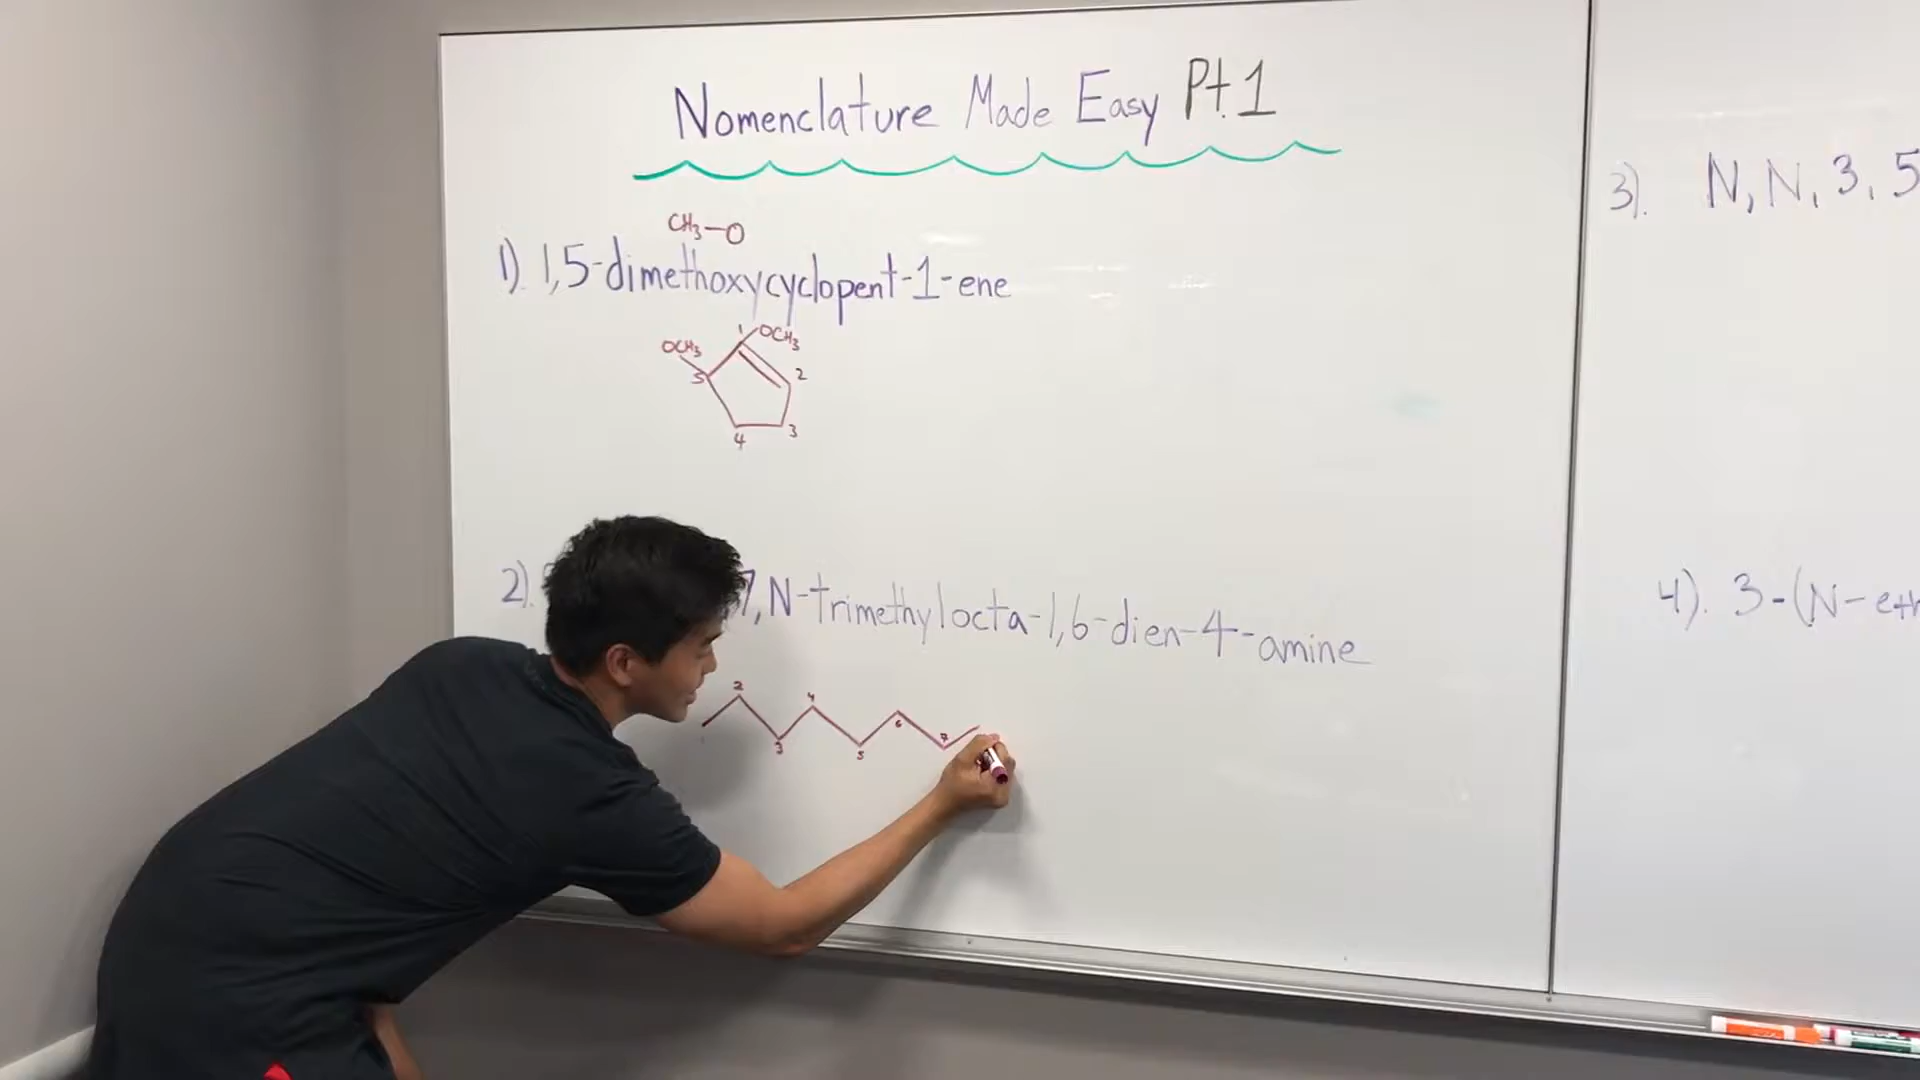 Nomenclature Made Easy Pt.1
CH3-O
1). 1,5-dimethoxycyclopent-1-ene
1
OCH3
OCH3
5
2
4
3
2). 7,N-trimethylocta-1,6-dien-4-amine
2
4
6
3
5
7
3). N,N,3,5
4). 3-(N-eth